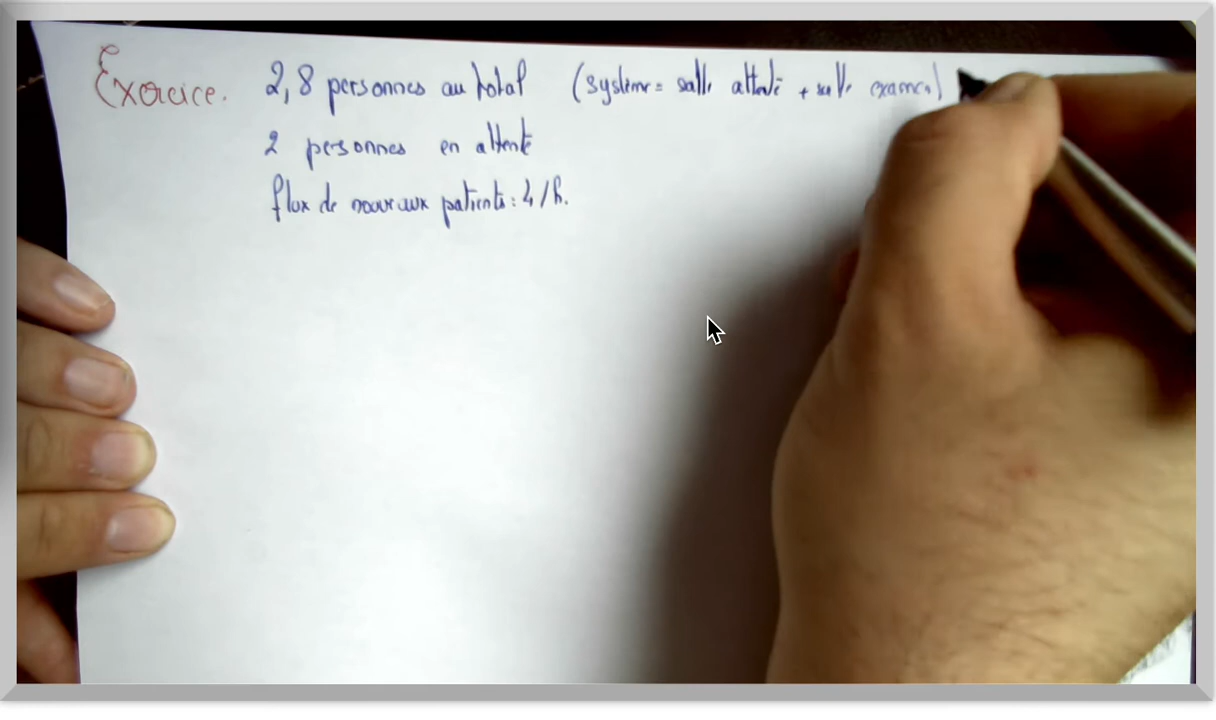 Exercice. 2,8 personnes au total (système = salle attente + salle examen)
2 personnes en attente
flux de nouveaux patients : 4/h.